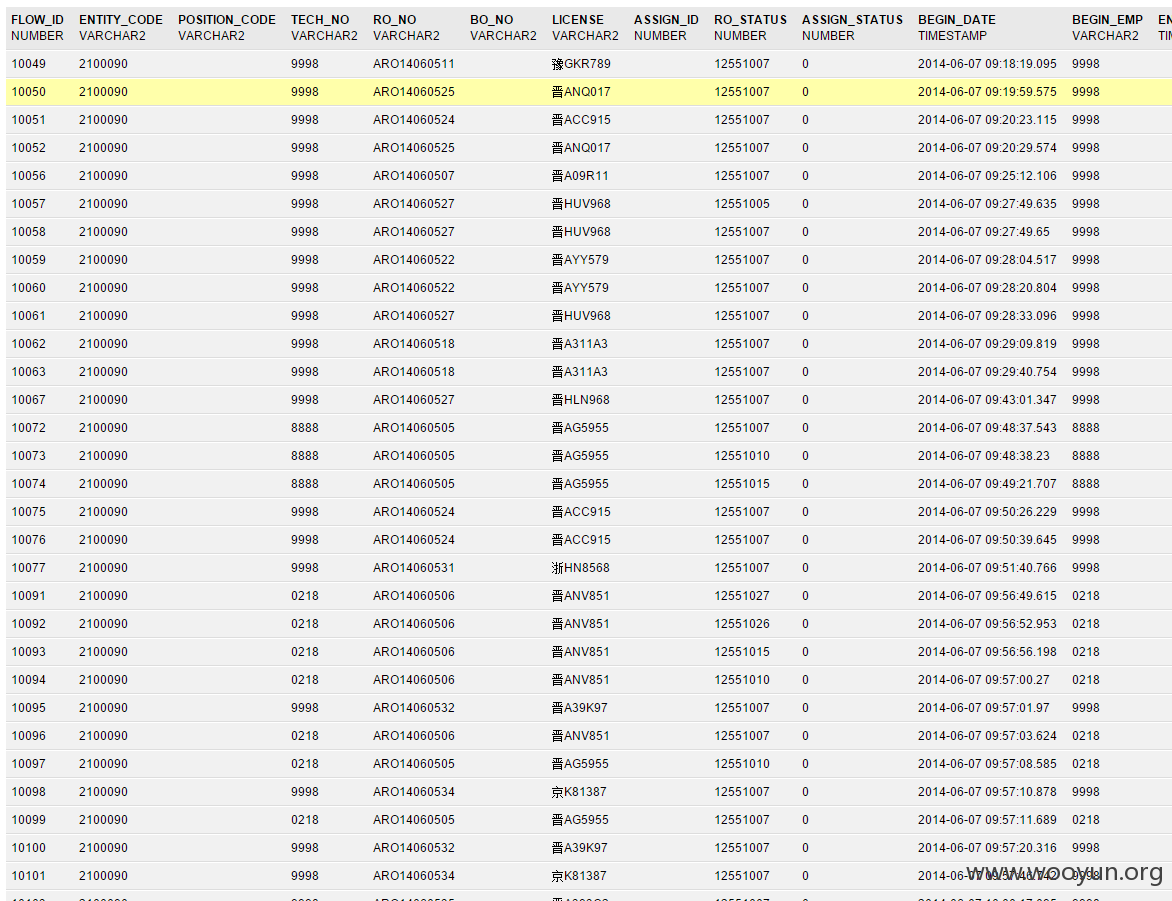 FLOW_ID ENTITY_CODE POSITION_CODE TECH_NO RO_NO BO_NO LICENSE ASSIGN_ID RO_STATUS ASSIGN_STATUS BEGIN_DATE BEGIN_EMP
NUMBER VARCHAR2 VARCHAR2 VARCHAR2 VARCHAR2 VARCHAR2 VARCHAR2 NUMBER NUMBER NUMBER TIMESTAMP VARCHAR2
10049 2100090 9998 ARO14060511 豫GKR789 12551007 0 2014-06-07 09:18:19.095 9998
10050 2100090 9998 ARO14060525 晋ANQ017 12551007 0 2014-06-07 09:19:59.575 9998
10051 2100090 9998 ARO14060524 晋ACC915 12551007 0 2014-06-07 09:20:23.115 9998
10052 2100090 9998 ARO14060525 晋ANQ017 12551007 0 2014-06-07 09:20:29.574 9998
10056 2100090 9998 ARO14060507 晋A09R11 12551007 0 2014-06-07 09:25:12.106 9998
10057 2100090 9998 ARO14060527 晋HUV968 12551005 0 2014-06-07 09:27:49.635 9998
10058 2100090 9998 ARO14060527 晋HUV968 12551007 0 2014-06-07 09:27:49.65 9998
10059 2100090 9998 ARO14060522 晋AYY579 12551007 0 2014-06-07 09:28:04.517 9998
10060 2100090 9998 ARO14060522 晋AYY579 12551007 0 2014-06-07 09:28:20.804 9998
10061 2100090 9998 ARO14060527 晋HUV968 12551007 0 2014-06-07 09:28:33.096 9998
10062 2100090 9998 ARO14060518 晋A311A3 12551007 0 2014-06-07 09:29:09.819 9998
10063 2100090 9998 ARO14060518 晋A311A3 12551007 0 2014-06-07 09:29:40.754 9998
10067 2100090 9998 ARO14060527 晋HLN968 12551007 0 2014-06-07 09:43:01.347 9998
10072 2100090 8888 ARO14060505 晋AG5955 12551007 0 2014-06-07 09:48:37.543 8888
10073 2100090 8888 ARO14060505 晋AG5955 12551010 0 2014-06-07 09:48:38.23 8888
10074 2100090 8888 ARO14060505 晋AG5955 12551015 0 2014-06-07 09:49:21.707 8888
10075 2100090 9998 ARO14060524 晋ACC915 12551007 0 2014-06-07 09:50:26.229 9998
10076 2100090 9998 ARO14060524 晋ACC915 12551007 0 2014-06-07 09:50:39.645 9998
10077 2100090 9998 ARO14060531 浙HN8568 12551007 0 2014-06-07 09:51:40.766 9998
10091 2100090 0218 ARO14060506 晋ANV851 12551027 0 2014-06-07 09:56:49.615 0218
10092 2100090 0218 ARO14060506 晋ANV851 12551026 0 2014-06-07 09:56:52.953 0218
10093 2100090 0218 ARO14060506 晋ANV851 12551015 0 2014-06-07 09:56:56.198 0218
10094 2100090 0218 ARO14060506 晋ANV851 12551010 0 2014-06-07 09:57:00.27 0218
10095 2100090 9998 ARO14060532 晋A39K97 12551007 0 2014-06-07 09:57:01.97 9998
10096 2100090 0218 ARO14060506 晋ANV851 12551007 0 2014-06-07 09:57:03.624 0218
10097 2100090 0218 ARO14060505 晋AG5955 12551010 0 2014-06-07 09:57:08.585 0218
10098 2100090 9998 ARO14060534 京K81387 12551007 0 2014-06-07 09:57:10.878 9998
10099 2100090 0218 ARO14060505 晋AG5955 12551007 0 2014-06-07 09:57:11.689 0218
10100 2100090 9998 ARO14060532 晋A39K97 12551007 0 2014-06-07 09:57:20.316 9998
10101 2100090 9998 ARO14060534 京K81387 12551007 0
www.wooyun.org